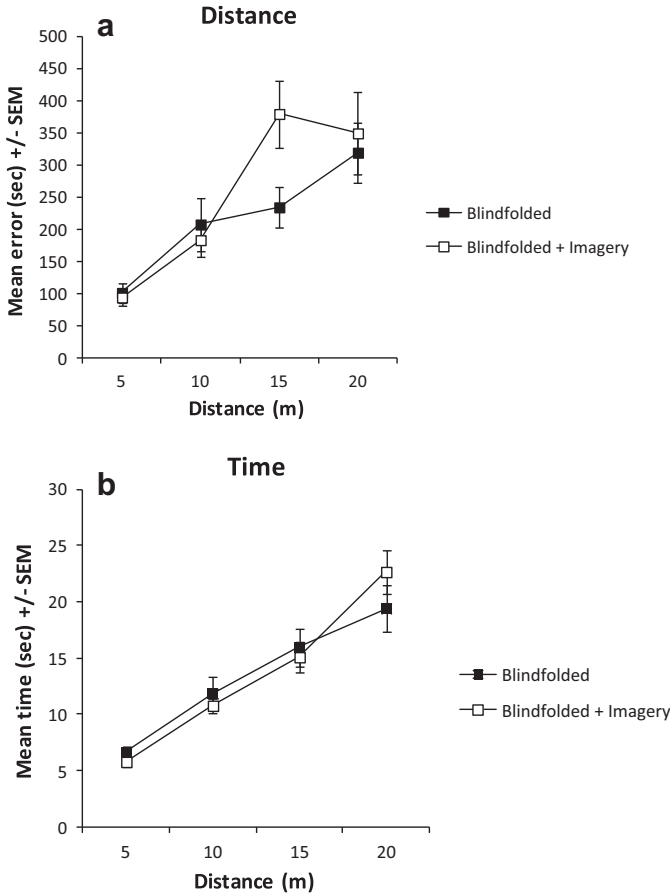 a
Distance
500
450
400
350
300
250
200
150
100
50
0
Mean error (sec) +/- SEM
5 10 15 20
Distance (m)
Blindfolded
Blindfolded + Imagery
b
Time
30
25
20
15
10
5
0
Mean time (sec) +/- SEM
5 10 15 20
Distance (m)
Blindfolded
Blindfolded + Imagery